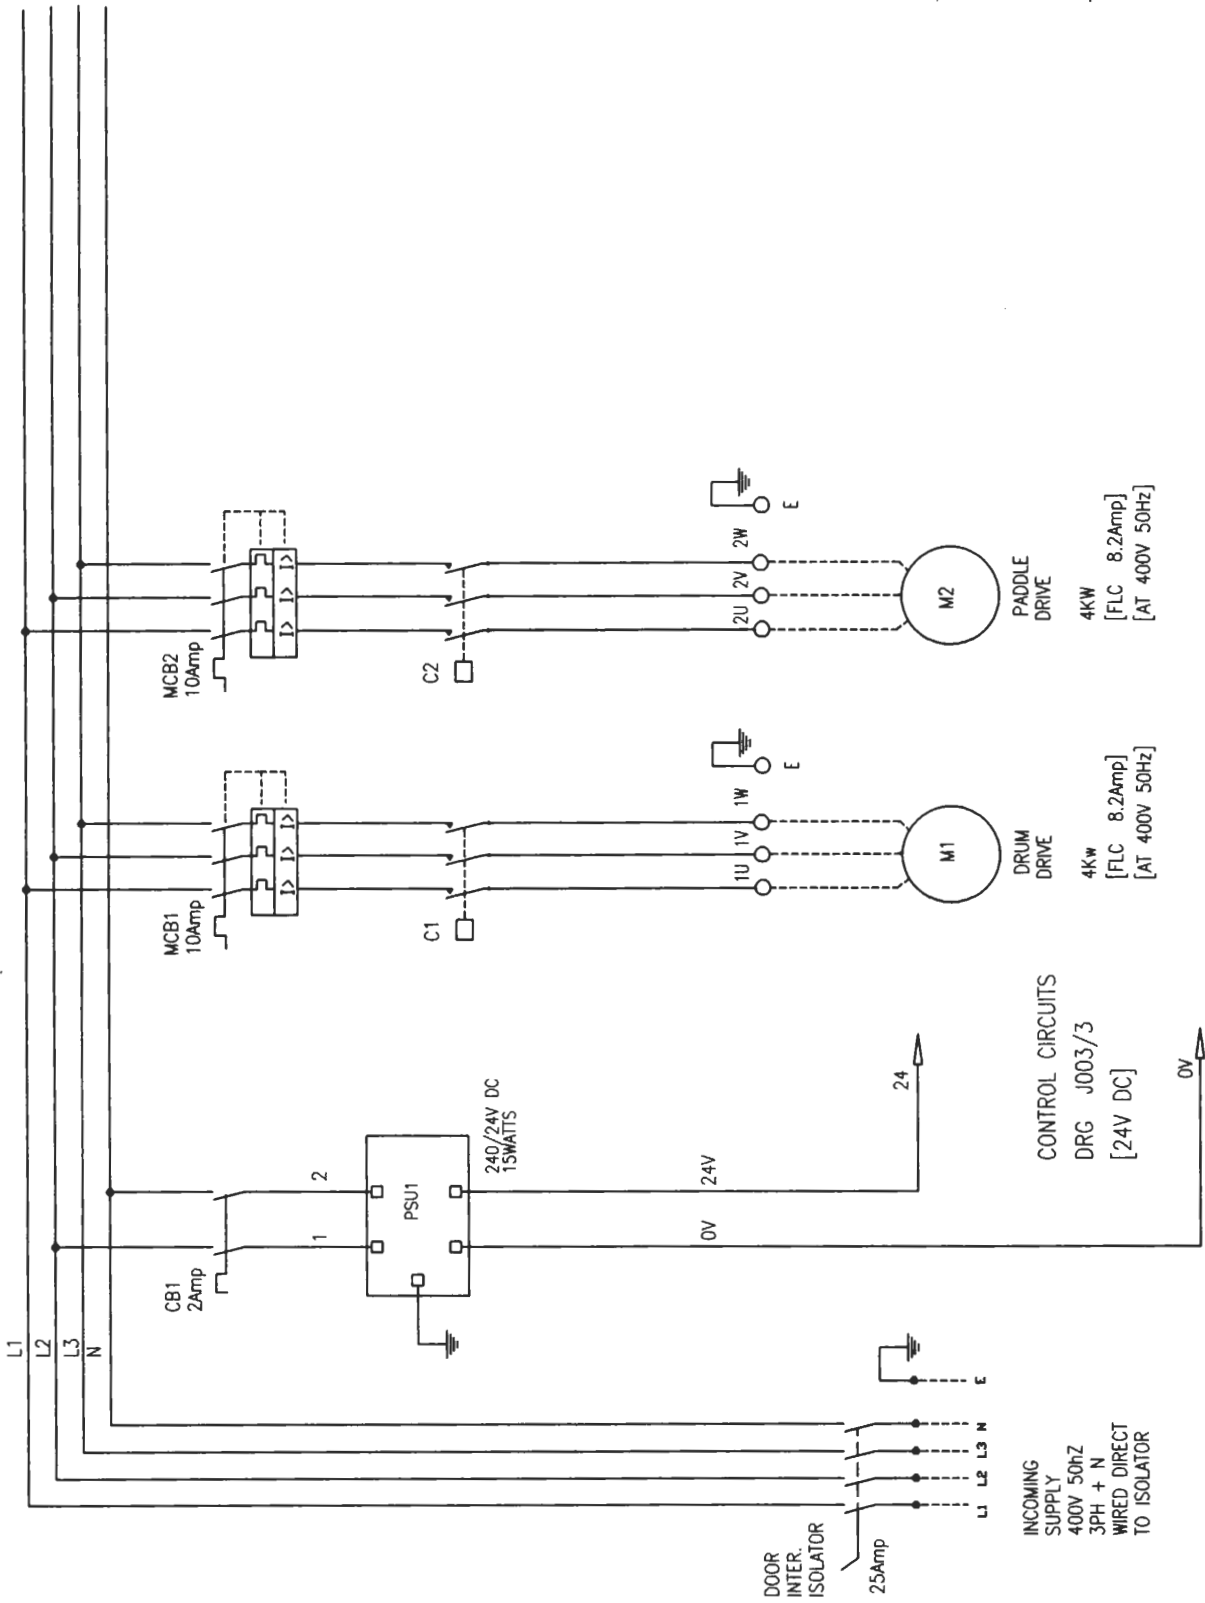 L1
L2
L3
N
CB1
2Amp
1
2
PSU1
240/24V DC
15WATTS
0V
24V
24
0V
CONTROL CIRCUITS
DRG J003/3
[24V DC]
DOOR
INTER.
ISOLATOR
25Amp
L1
L2
L3
N
E
INCOMING
SUPPLY
400V 50hZ
3PH + N
WIRED DIRECT
TO ISOLATOR
MCB1
10Amp
I>
I>
I>
C1
1U
1V
1W
E
M1
DRUM
DRIVE
4Kw
[FLC 8.2Amp]
[AT 400V 50Hz]
MCB2
10Amp
I>
I>
I>
C2
2U
2V
2W
E
M2
PADDLE
DRIVE
4KW
[FLC 8.2Amp]
[AT 400V 50Hz]